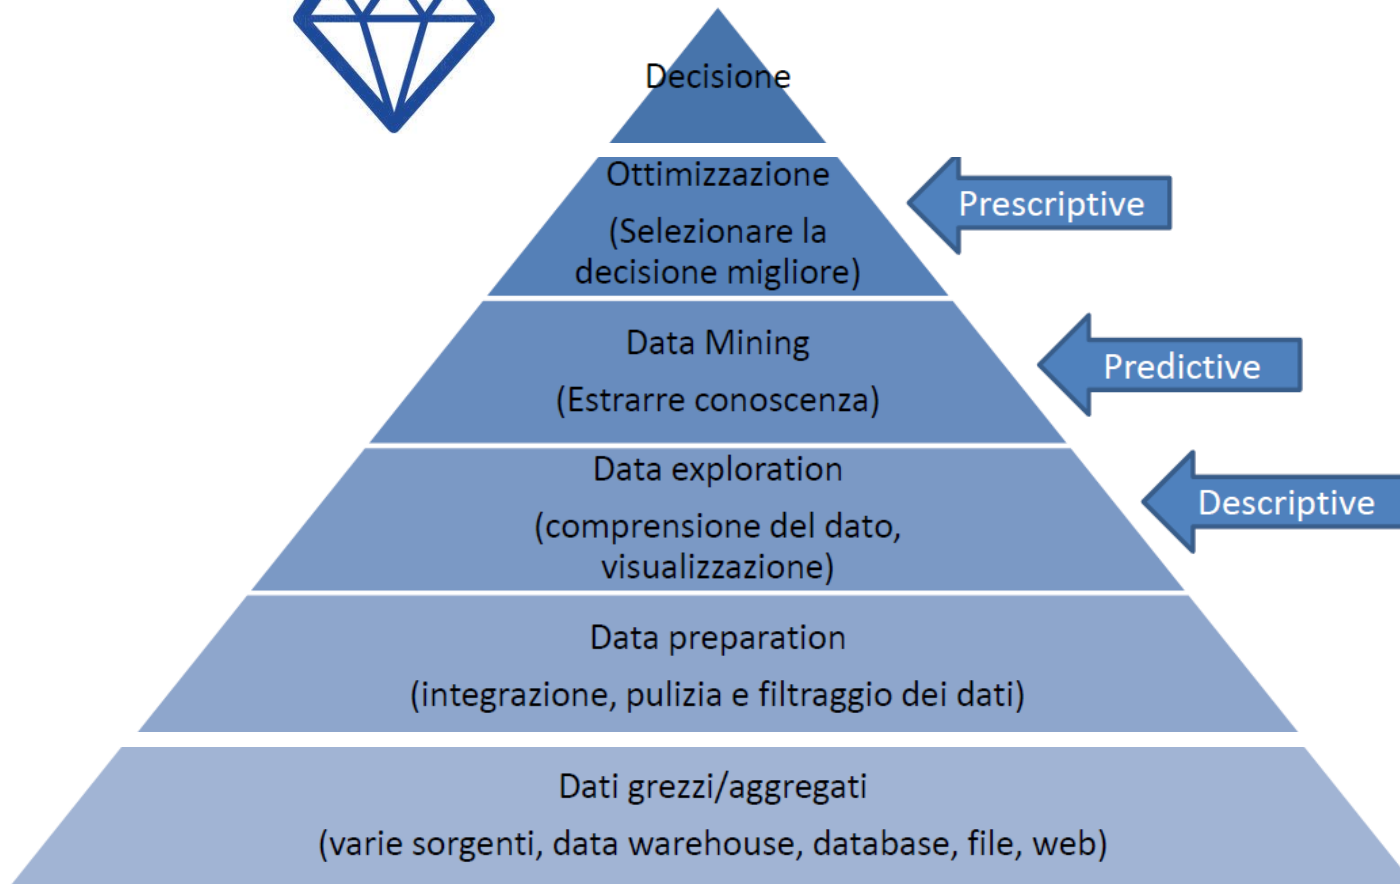 Decisione
Ottimizzazione
(Selezionare la
decisione migliore)
Prescriptive
Data Mining
(Estrarre conoscenza)
Predictive
Data exploration
(comprensione del dato,
visualizzazione)
Descriptive
Data preparation
(integrazione, pulizia e filtraggio dei dati)
Dati grezzi/aggregati
(varie sorgenti, data warehouse, database, file, web)